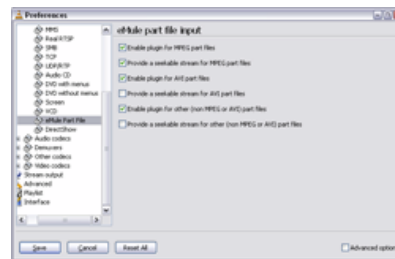 Preferences
MMS
Real RTSP
SMB
TCP
UDP/RTP
Audio CD
DVD with menus
DVD without menus
Screen
VCD
eMule Part File
DirectShow
Audio codecs
Demuxers
Other codecs
Video codecs
Stream output
Advanced
Playlist
Interface
eMule part file input
Enable plugin for MPEG part files
Provide a seekable stream for MPEG part files
Enable plugin for AVI part files
Provide a seekable stream for AVI part files
Enable plugin for other (non MPEG or AVI) part files
Provide a seekable stream for other (non MPEG or AVI) part files
Save
Cancel
Reset All
Advanced option